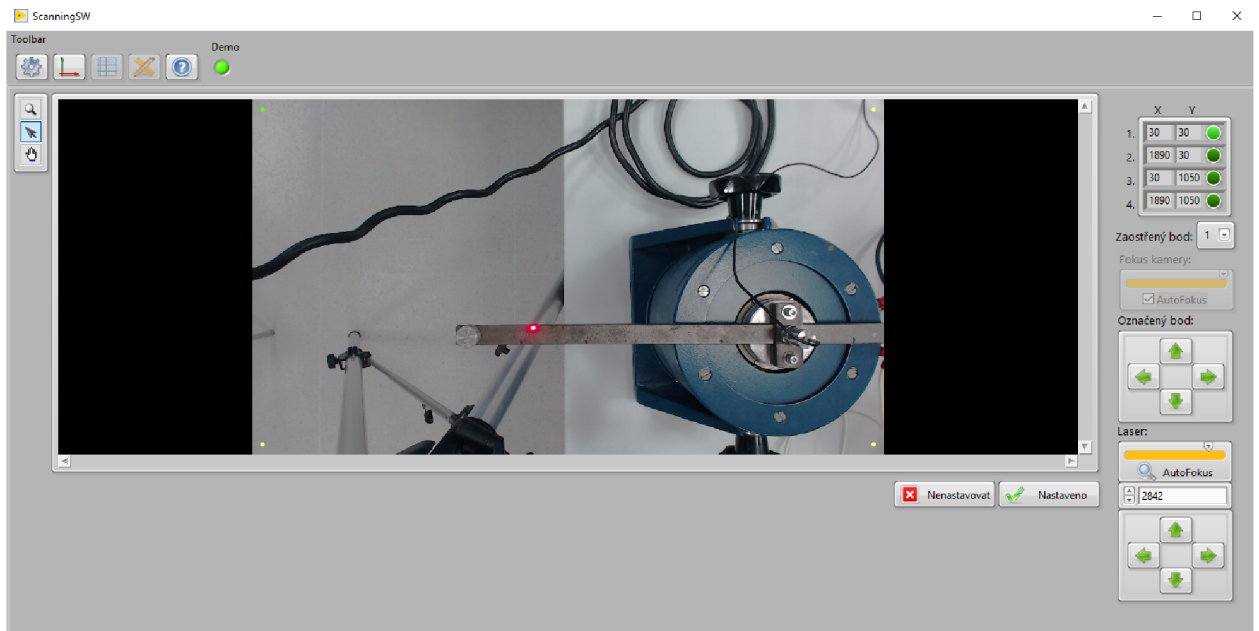 ScanningSW
Toolbar
Demo
X Y
1. 30 30
2. 1890 30
3. 30 1050
4. 1890 1050
Zaostřený bod: 1
Fokus kamery:
AutoFokus
Označený bod:
Laser:
AutoFokus
2842
Nenastavovat Nastaveno